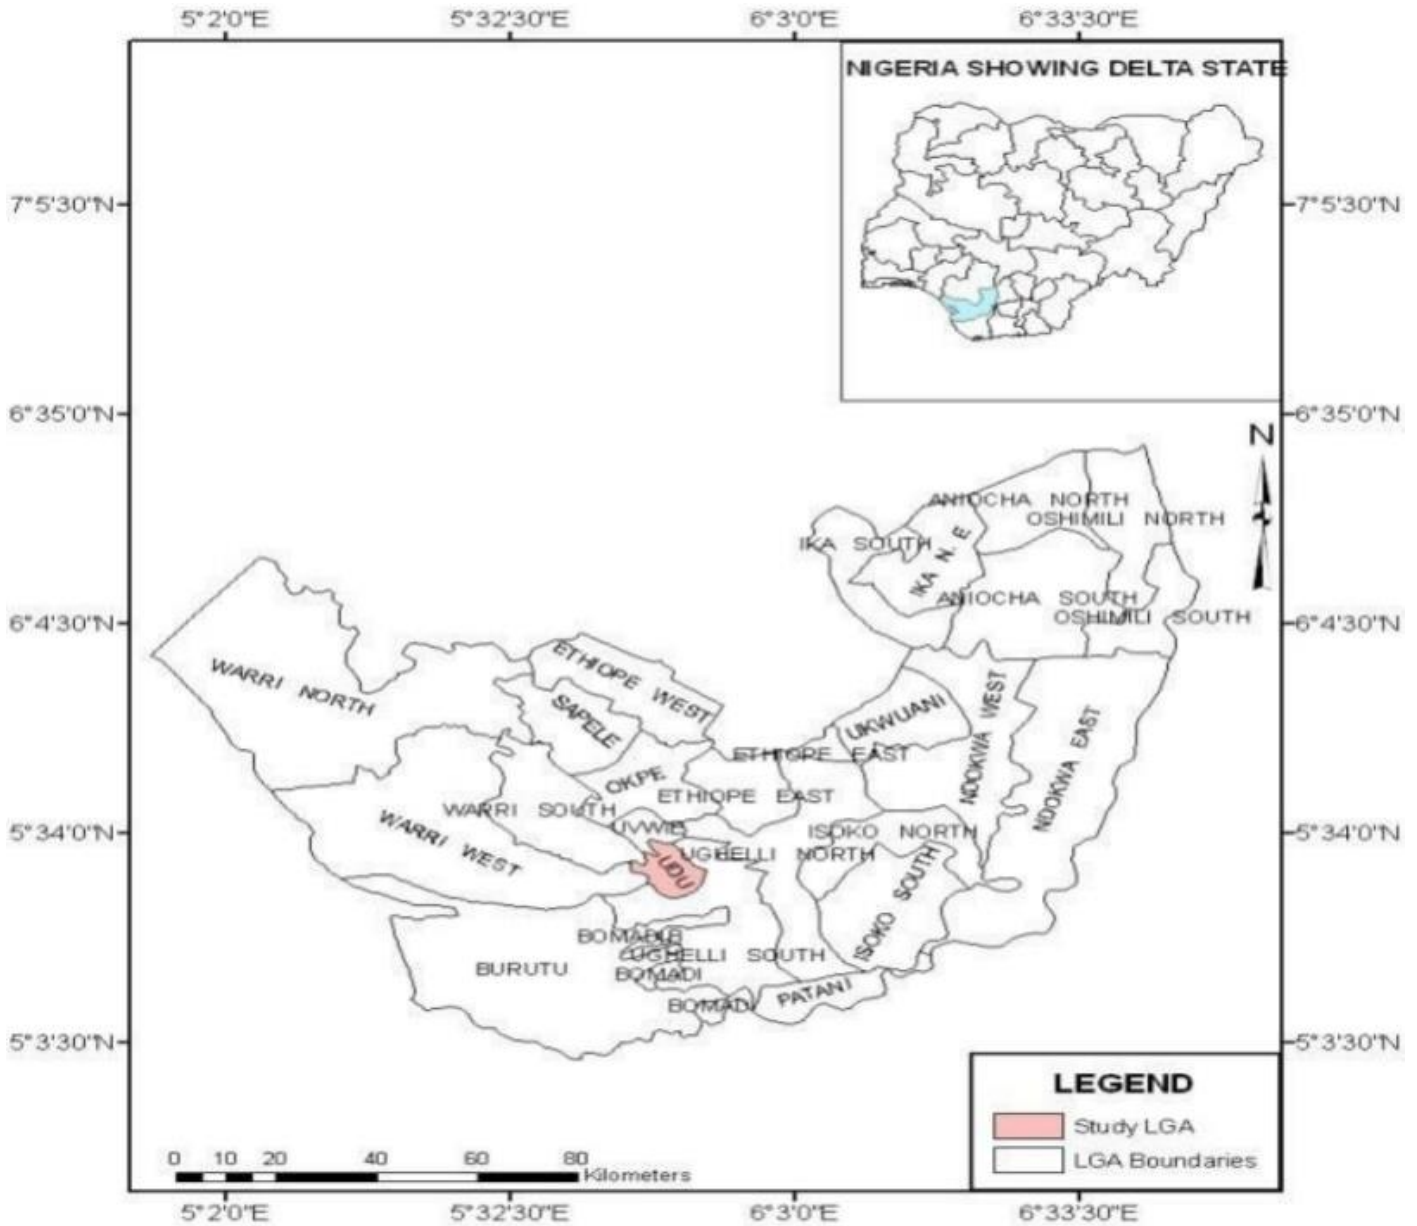 5°2'0"E 5°32'30"E 6°3'0"E 6°33'30"E
NIGERIA SHOWING DELTA STATE
7°5'30"N 7°5'30"N
6°35'0"N 6°35'0"N
N
ANIOCHA NORTH
OSHIMILI NORTH
IKA SOUTH
IKA N. E
ANIOCHA SOUTH
OSHIMILI SOUTH
6°4'30"N 6°4'30"N
WARRI NORTH
ETHIOPE WEST
SAPELE
UKWUANI
NDOKWA WEST
NDOKWA EAST
ETHIOPE EAST
OKPE
ETHIOPE EAST
WARRI SOUTH
UVWIE
5°34'0"N 5°34'0"N
ISOKO NORTH
WARRI WEST
UGHELLI NORTH
UDU
ISOKO SOUTH
BOMADI
UGHELLI SOUTH
BURUTU
BOMADI
PATANI
BOMADI
5°3'30"N 5°3'30"N
LEGEND
Study LGA
LGA Boundaries
0 10 20 40 60 80
Kilometers
5°2'0"E 5°32'30"E 6°3'0"E 6°33'30"E